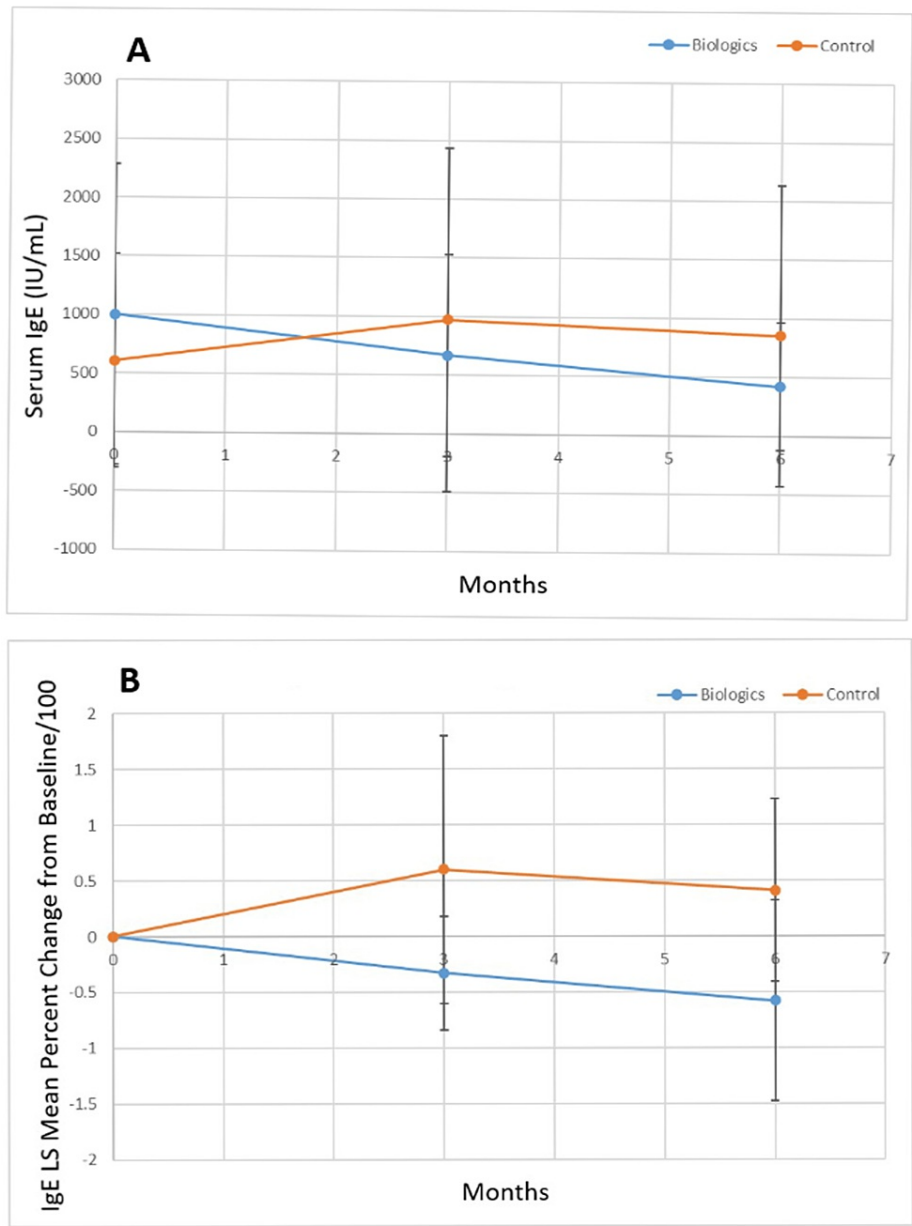 A
Biologics Control
3000
2500
2000
1500
1000
500
0
-500
-1000
0 1 2 3 4 5 6 7
Serum IgE (IU/mL)
Months
B
Biologics Control
2
1.5
1
0.5
0
-0.5
-1
-1.5
-2
0 1 2 3 4 5 6 7
IgE LS Mean Percent Change from Baseline/100
Months